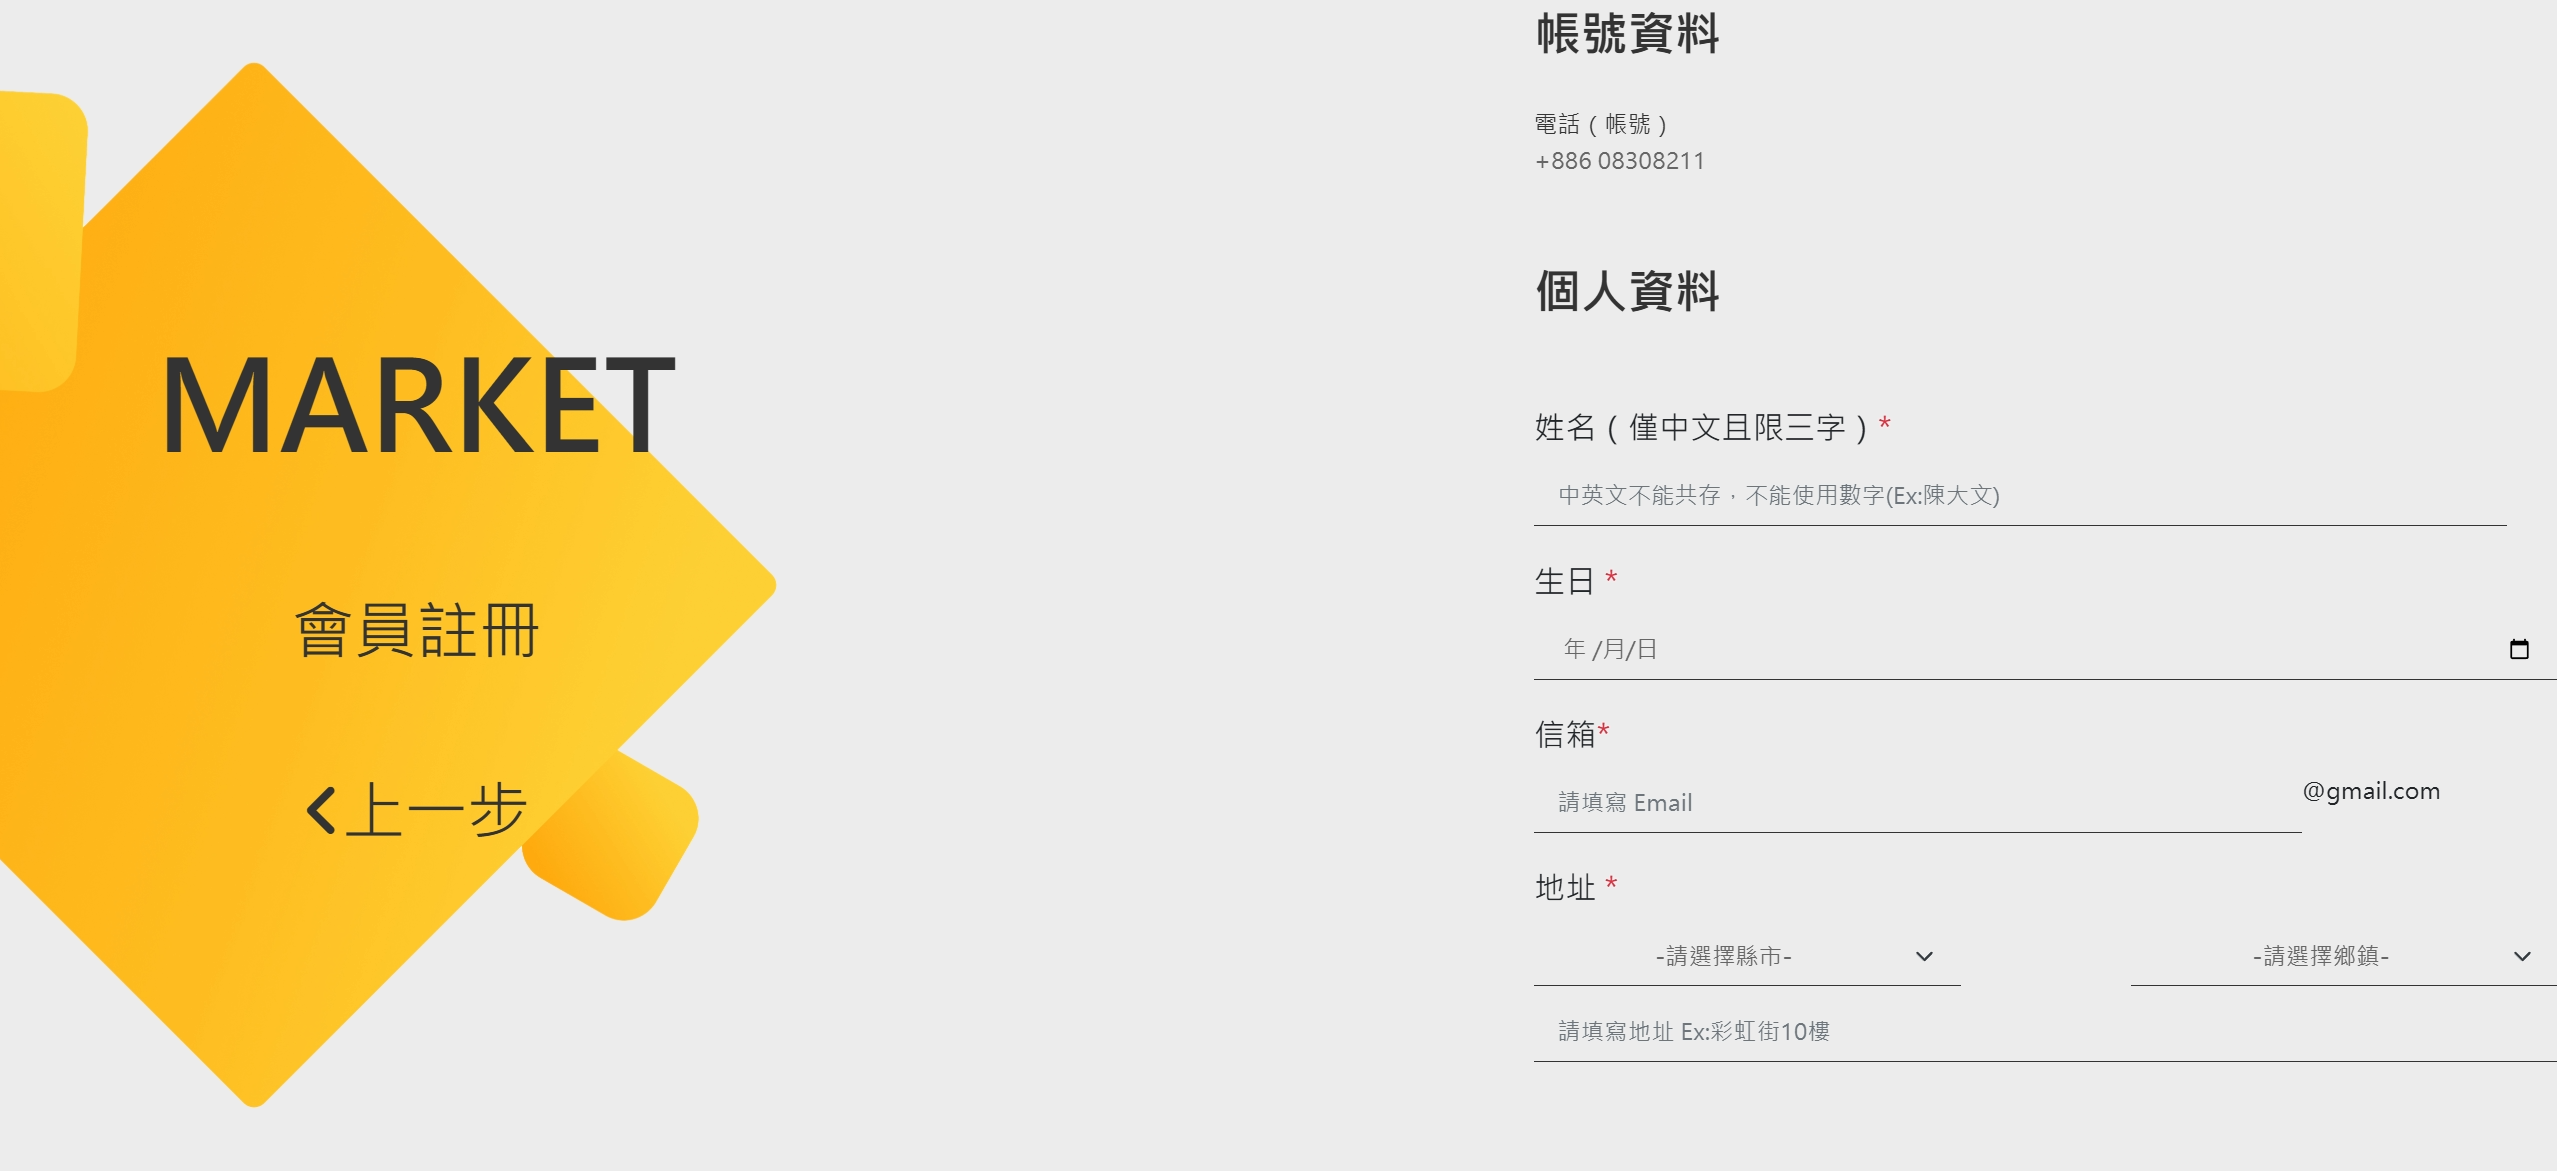 MARKET
會員註冊
上一步
帳號資料
電話（帳號）
+886 08308211
個人資料
姓名（僅中文且限三字）*
中英文不能共存，不能使用數字(Ex:陳大文)
生日 *
年 /月/日
信箱*
請填寫 Email
@gmail.com
地址 *
-請選擇縣市-
-請選擇鄉鎮-
請填寫地址 Ex:彩虹街10樓